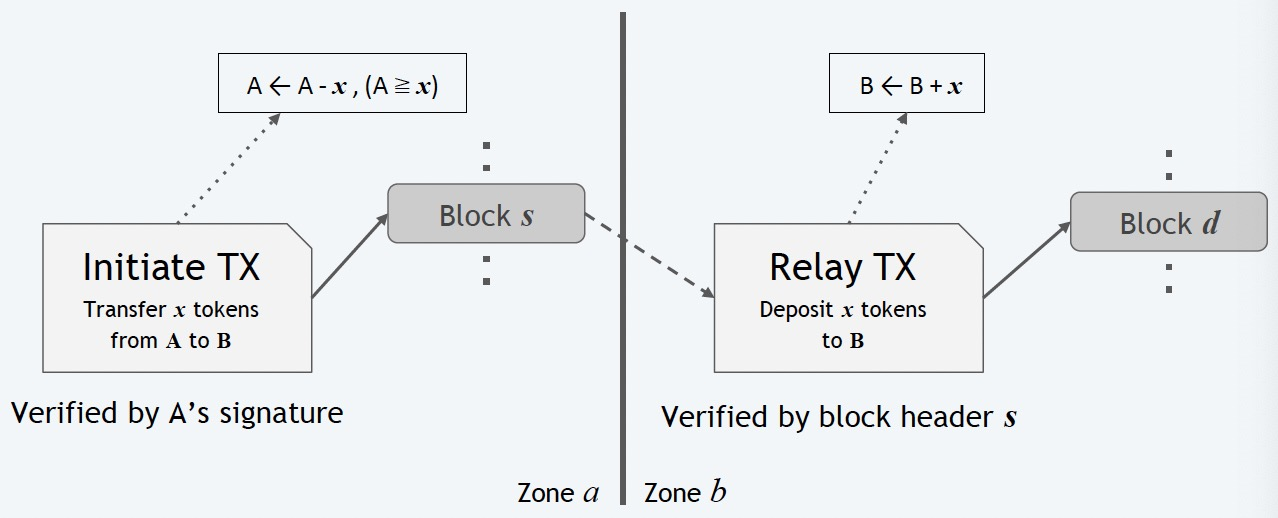 A ← A - x , (A ≧ x)
B ← B + x
Block s
Block d
Initiate TX
Transfer x tokens
from A to B
Relay TX
Deposit x tokens
to B
Verified by A’s signature
Verified by block header s
Zone a
Zone b